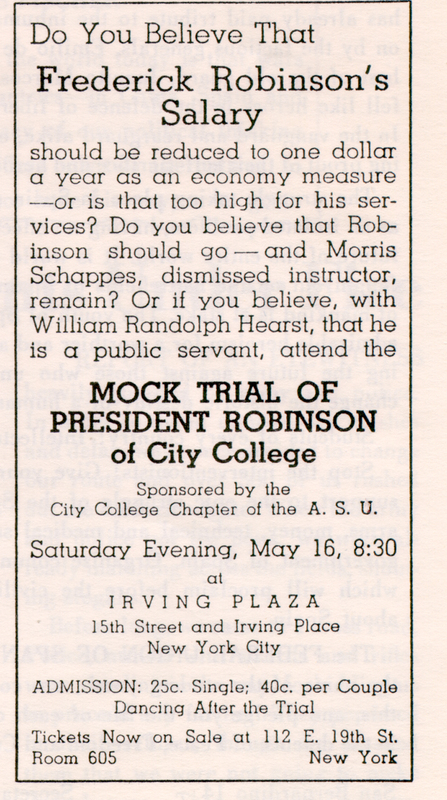 Do You Believe That
Frederick Robinson's
Salary
should be reduced to one dollar
a year as an economy measure
—or is that too high for his ser-
vices? Do you believe that Rob-
inson should go — and Morris
Schappes, dismissed instructor,
remain? Or if you believe, with
William Randolph Hearst, that he
is a public servant, attend the
MOCK TRIAL OF
PRESIDENT ROBINSON
of City College
Sponsored by the
City College Chapter of the A. S. U.
Saturday Evening, May 16, 8:30
at
IRVING PLAZA
15th Street and Irving Place
New York City
ADMISSION: 25c. Single; 40c. per Couple
Dancing After the Trial
Tickets Now on Sale at 112 E. 19th St.
Room 605 New York